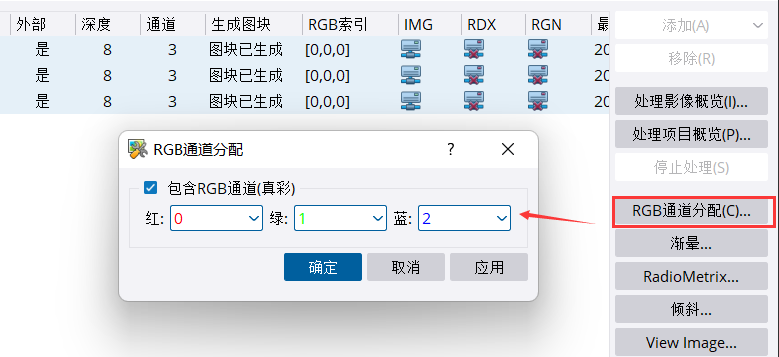 外部 深度 通道 生成图块 RGB索引 IMG RDX RGN 最
是 8 3 图块已生成 [0,0,0] 20
是 8 3 图块已生成 [0,0,0] 20
是 8 3 图块已生成 [0,0,0] 20
RGB通道分配 ?
包含RGB通道(真彩)
红: 0 绿: 1 蓝: 2
确定 取消 应用
添加(A)
移除(R)
处理影像概览(I)...
处理项目概览(P)...
停止处理(S)
RGB通道分配(C)...
渐晕...
RadioMetrix...
倾斜...
View Image...